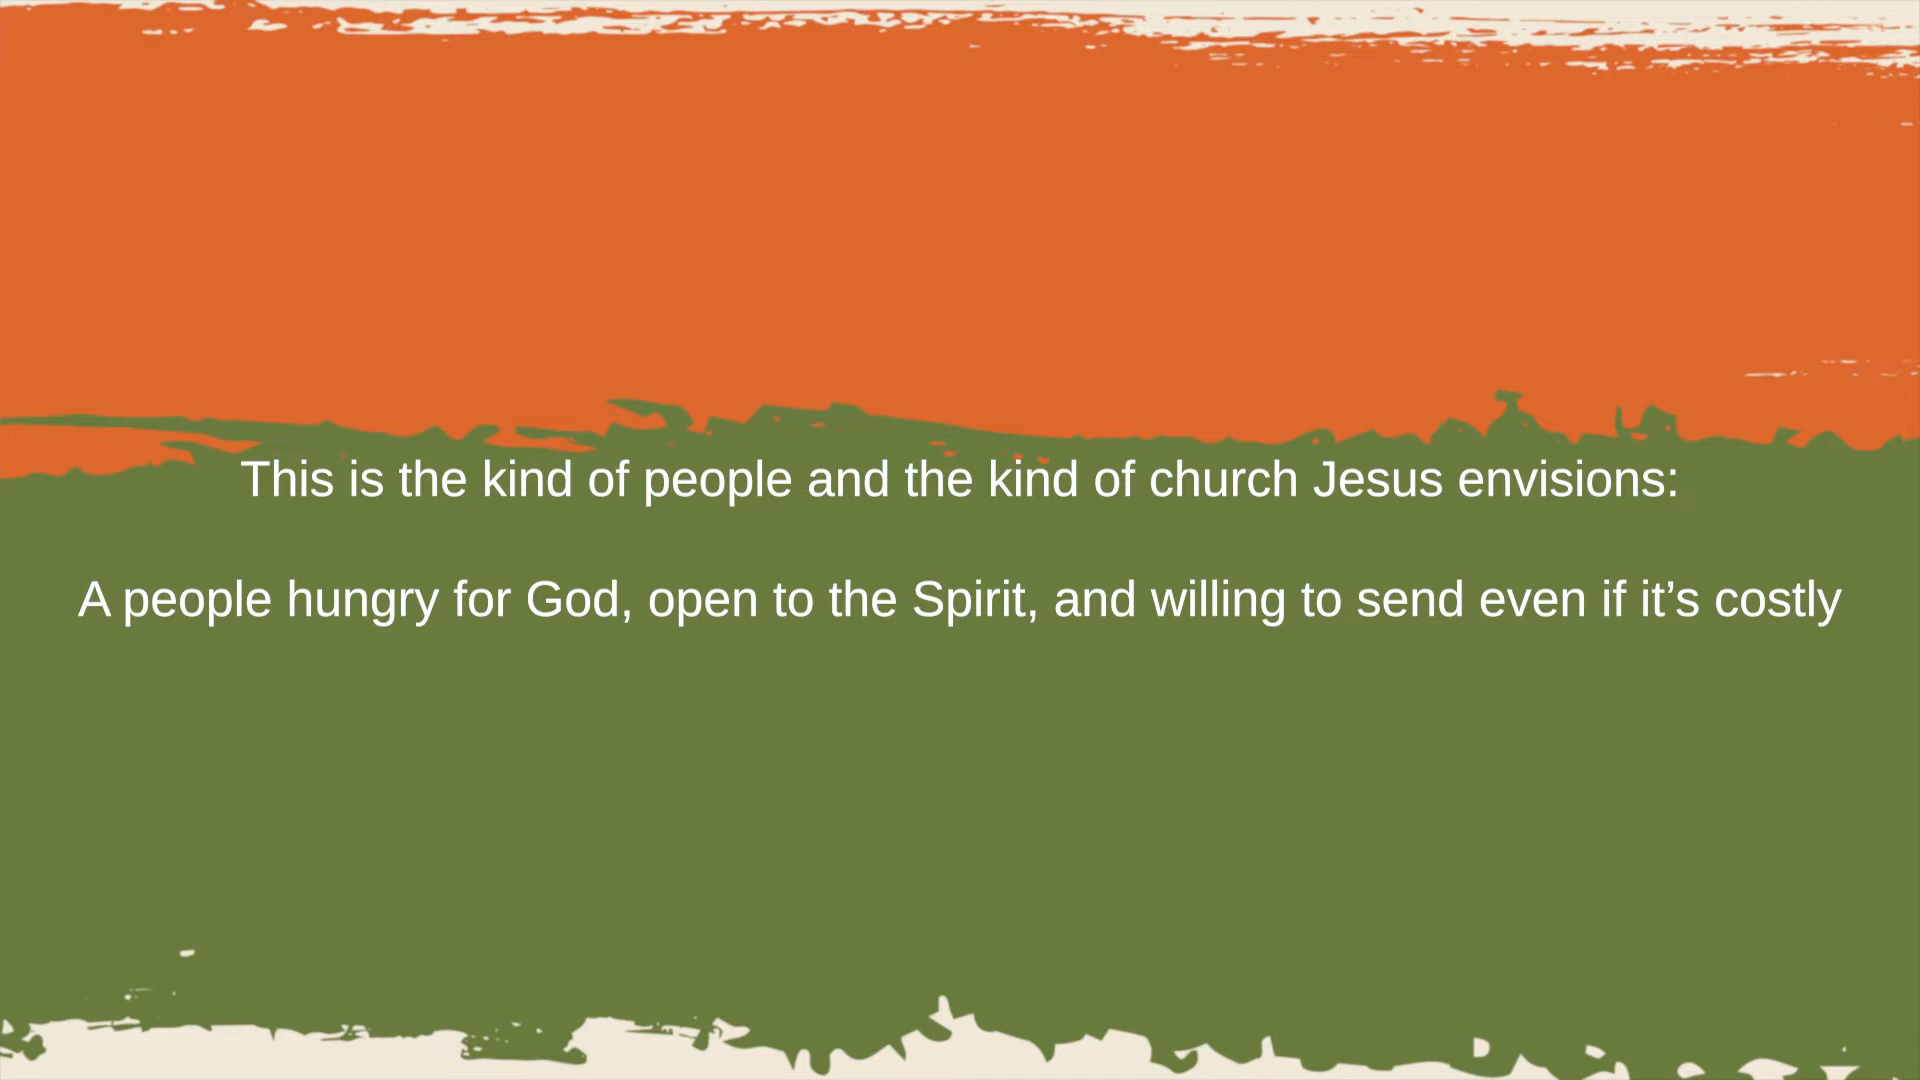 This is the kind of people and the kind of church Jesus envisions:
A people hungry for God, open to the Spirit, and willing to send even if it’s costly